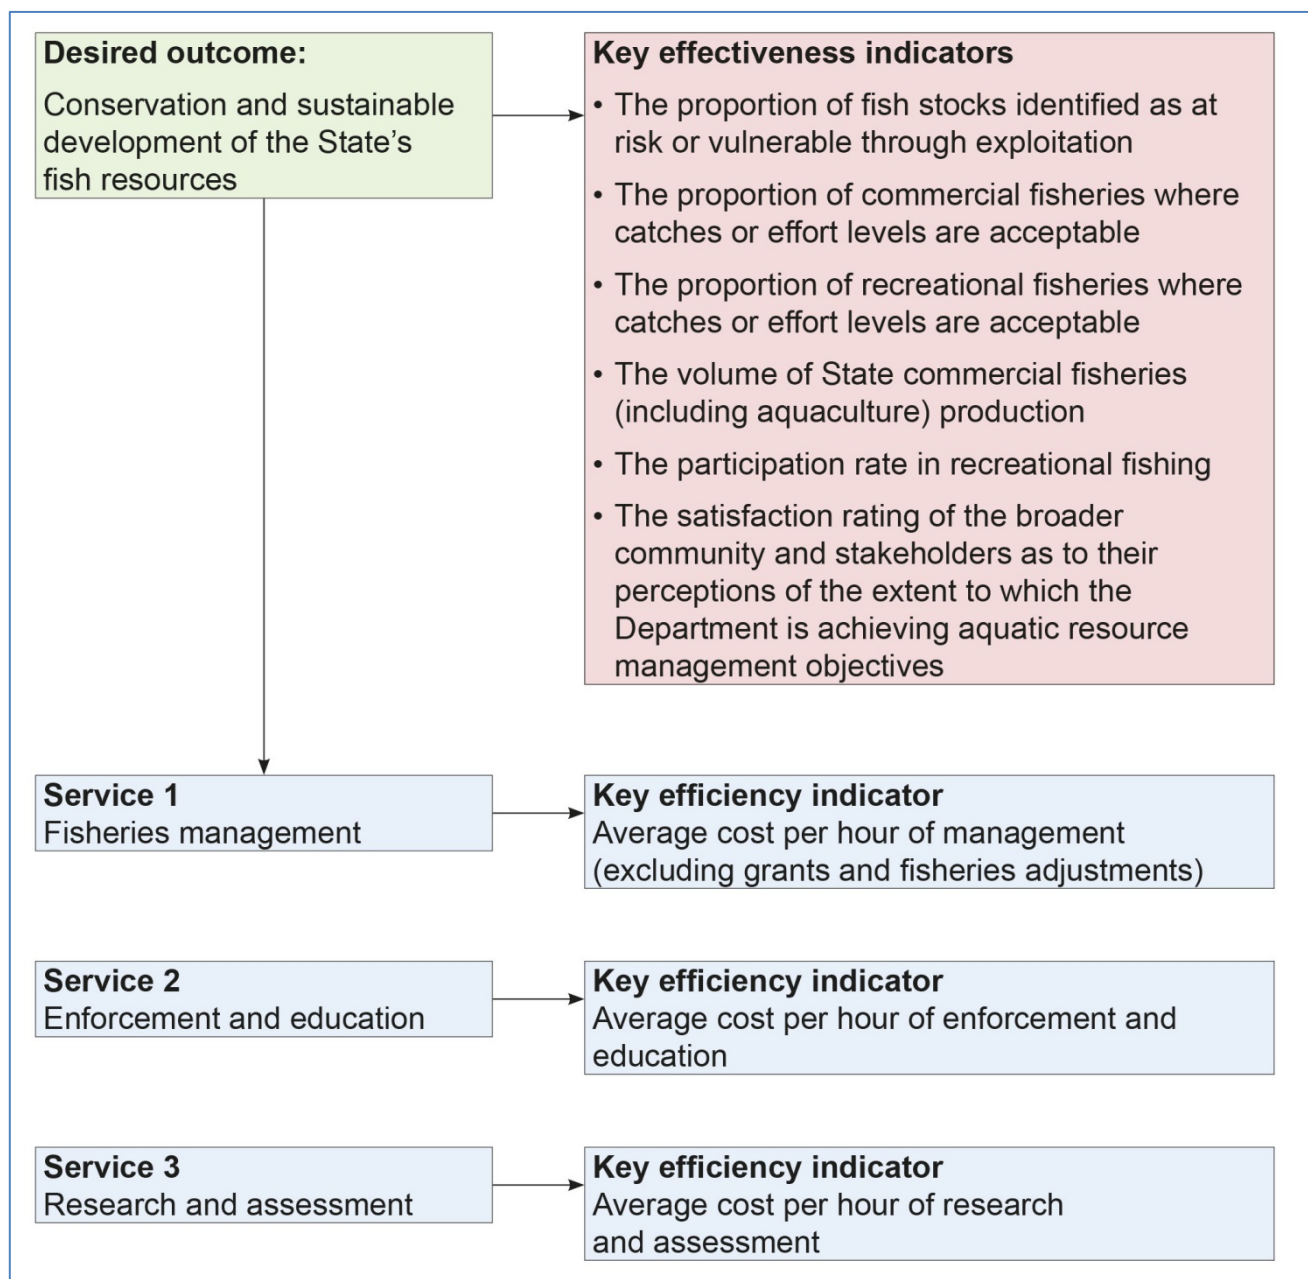 Desired outcome:
Conservation and sustainable
development of the State’s
fish resources
Key effectiveness indicators
• The proportion of fish stocks identified as at
risk or vulnerable through exploitation
• The proportion of commercial fisheries where
catches or effort levels are acceptable
• The proportion of recreational fisheries where
catches or effort levels are acceptable
• The volume of State commercial fisheries
(including aquaculture) production
• The participation rate in recreational fishing
• The satisfaction rating of the broader
community and stakeholders as to their
perceptions of the extent to which the
Department is achieving aquatic resource
management objectives
Service 1
Fisheries management
Key efficiency indicator
Average cost per hour of management
(excluding grants and fisheries adjustments)
Service 2
Enforcement and education
Key efficiency indicator
Average cost per hour of enforcement and
education
Service 3
Research and assessment
Key efficiency indicator
Average cost per hour of research
and assessment